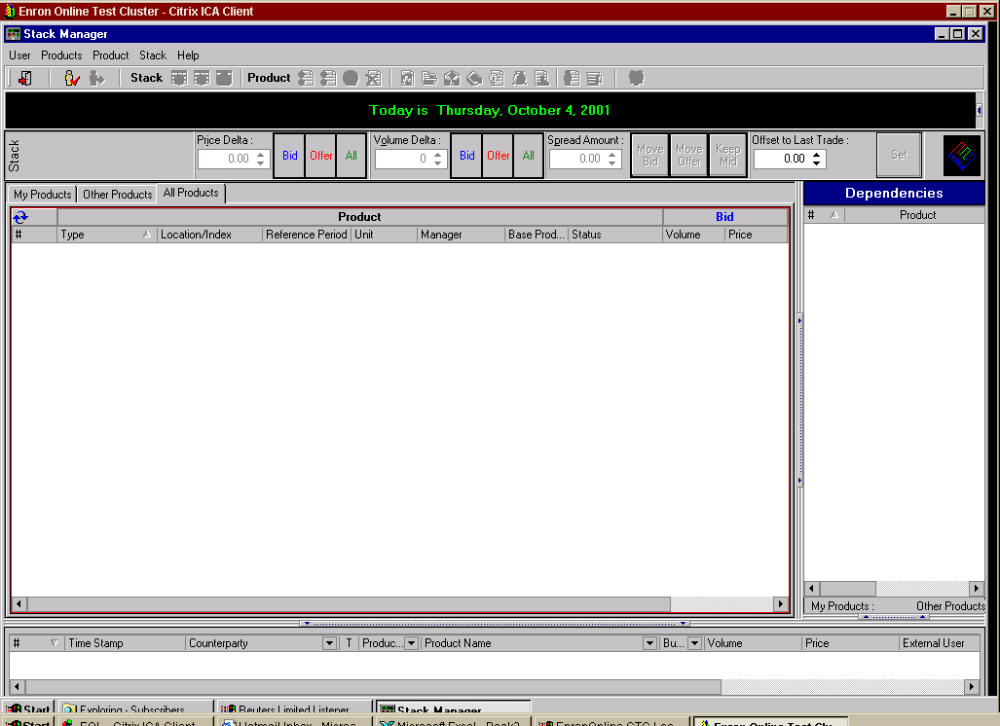 Enron Online Test Cluster - Citrix ICA Client
Stack Manager
User Products Product Stack Help
Stack Product
Today is Thursday, October 4, 2001
Stack
Price Delta : Volume Delta : Spread Amount : Offset to Last Trade :
0.00 Bid Offer All 0 Bid Offer All 0.00 Move Bid Move Offer Keep Mid 0.00 Set
My Products Other Products All Products Dependencies
Product Bid # Product
# Type Location/Index Reference Period Unit Manager Base Prod... Status Volume Price
My Products : Other Products
# Time Stamp Counterparty T Produc... Product Name Bu... Volume Price External User
Start Exploring - Subscribers Reuters Limited Listener Stack Manager
Start EOL - Citrix ICA Client Hotmail Inbox - Micros... Microsoft Excel - Book2 EnronOnline CTC Log... Enron Online Test Clu...